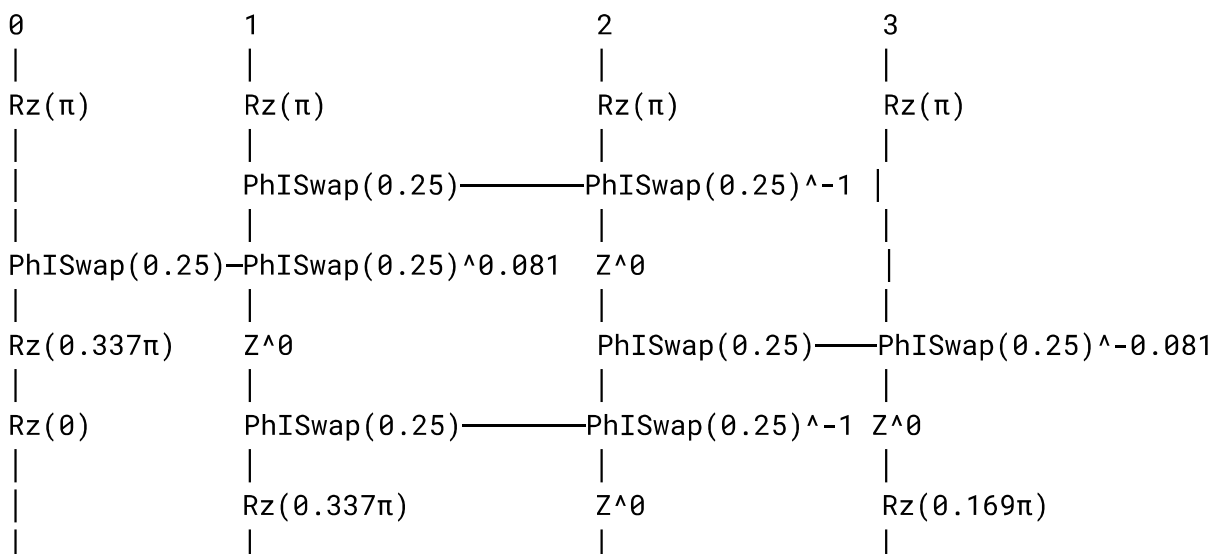 0 1 2 3
| | | |
Rz(π) Rz(π) Rz(π) Rz(π)
| | | |
| PhISwap(0.25)───────PhISwap(0.25)^-1 |
| | | |
PhISwap(0.25)─PhISwap(0.25)^0.081 Z^0 |
| | | |
Rz(0.337π) Z^0 PhISwap(0.25)───PhISwap(0.25)^-0.081
| | | |
Rz(0) PhISwap(0.25)───────PhISwap(0.25)^-1 Z^0
| | | |
| Rz(0.337π) Z^0 Rz(0.169π)
| | | |